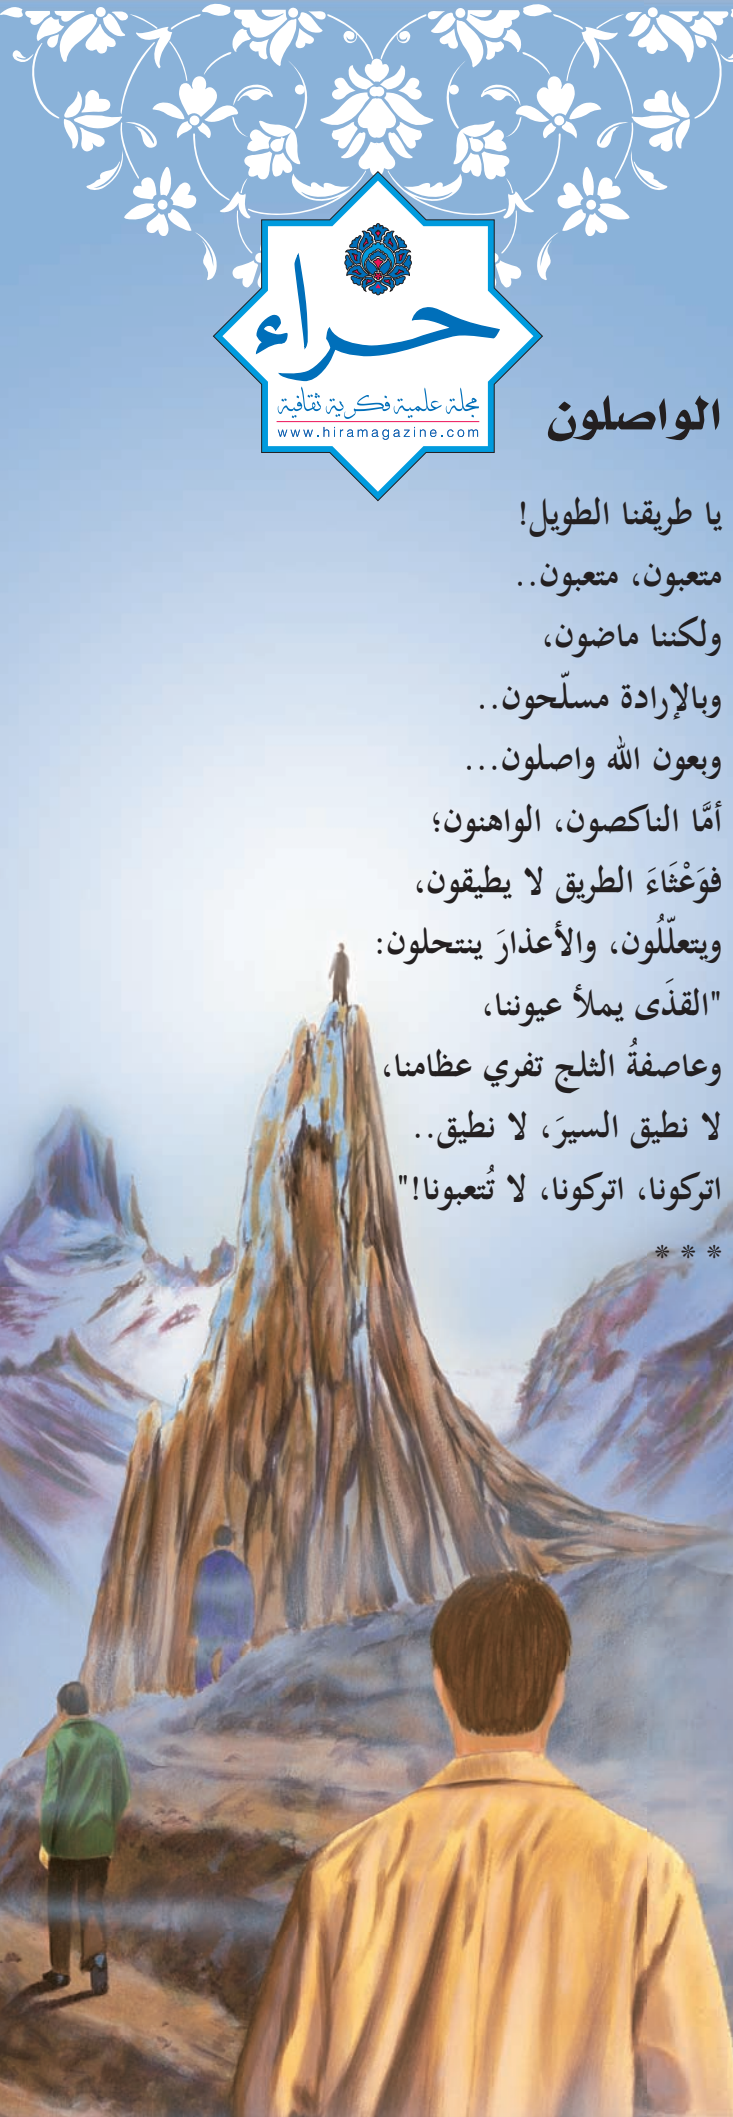 حراء
مجلة علمية فكرية ثقافية
www.hiramagazine.com
الواصلون
يا طريقنا الطويل!
متعبون، متعبون..
ولكننا ماضون،
وبالإرادة مسلّحون..
وبعون الله واصلون...
أمَّا الناكصون، الواهنون؛
فوَعْثَاءَ الطريق لا يطيقون،
ويتعلّلُون، والأعذارَ ينتحلون:
"القذَى يملأ عيوننا،
وعاصفةُ الثلج تفري عظامنا،
لا نطيق السيرَ، لا نطيق..
اتركونا، اتركونا، لا تُتعبونا!"
* * *